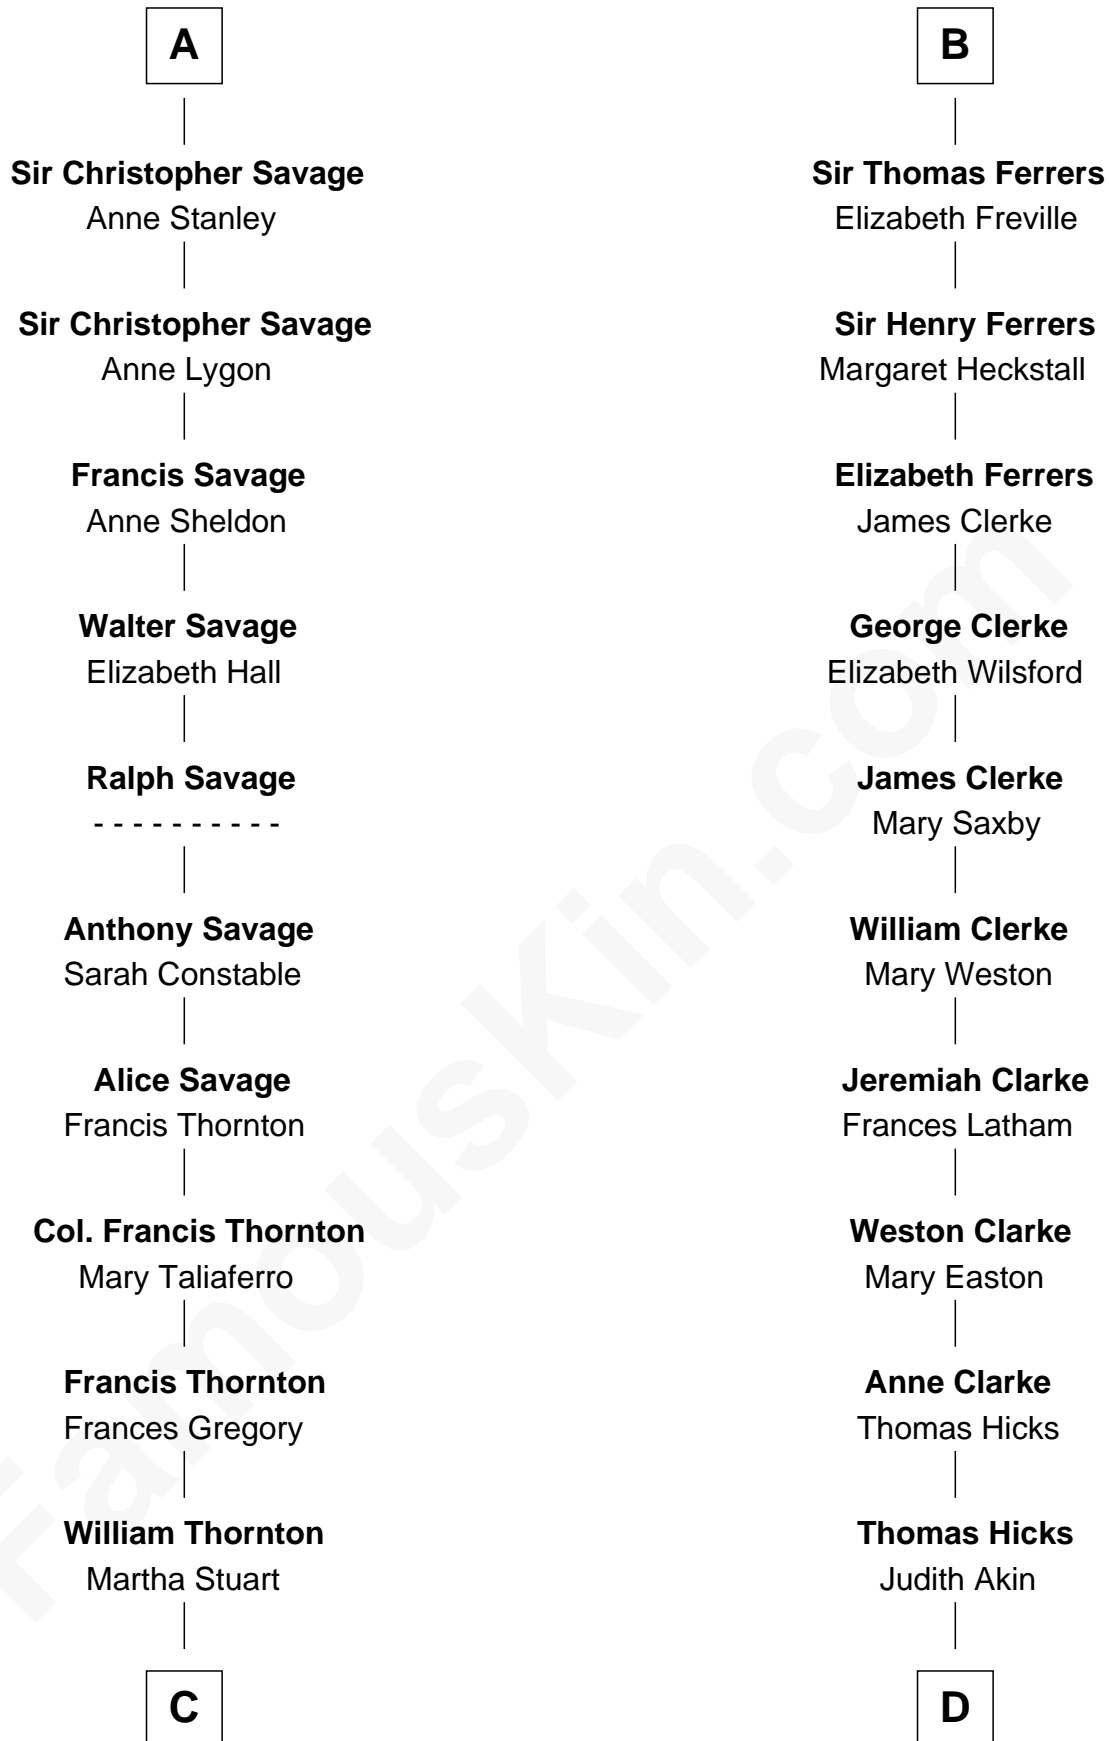 A
Sir Christopher Savage
Anne Stanley
Sir Christopher Savage
Anne Lygon
Francis Savage
Anne Sheldon
Walter Savage
Elizabeth Hall
Ralph Savage
- - - - - - - - - -
Anthony Savage
Sarah Constable
Alice Savage
Francis Thornton
Col. Francis Thornton
Mary Taliaferro
Francis Thornton
Frances Gregory
William Thornton
Martha Stuart
C
B
Sir Thomas Ferrers
Elizabeth Freville
Sir Henry Ferrers
Margaret Heckstall
Elizabeth Ferrers
James Clerke
George Clerke
Elizabeth Wilsford
James Clerke
Mary Saxby
William Clerke
Mary Weston
Jeremiah Clarke
Frances Latham
Weston Clarke
Mary Easton
Anne Clarke
Thomas Hicks
Thomas Hicks
Judith Akin
D
FamousKin.com